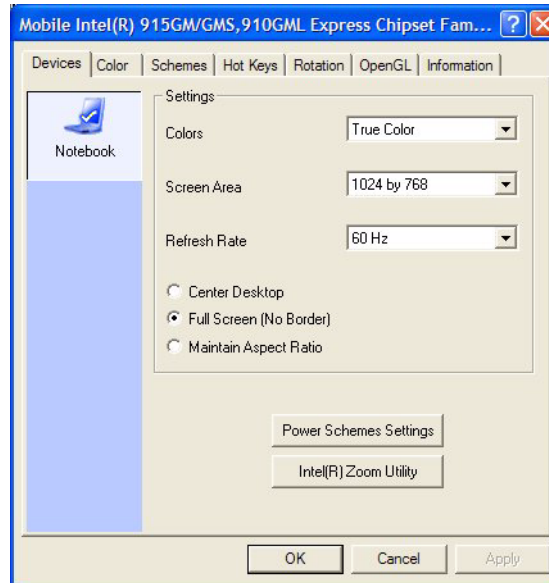 Mobile Intel(R) 915GM/GMS,910GML Express Chipset Fam...
Devices Color Schemes Hot Keys Rotation OpenGL Information
Notebook
Settings
Colors True Color
Screen Area 1024 by 768
Refresh Rate 60 Hz
Center Desktop
Full Screen (No Border)
Maintain Aspect Ratio
Power Schemes Settings
Intel(R) Zoom Utility
OK Cancel Apply